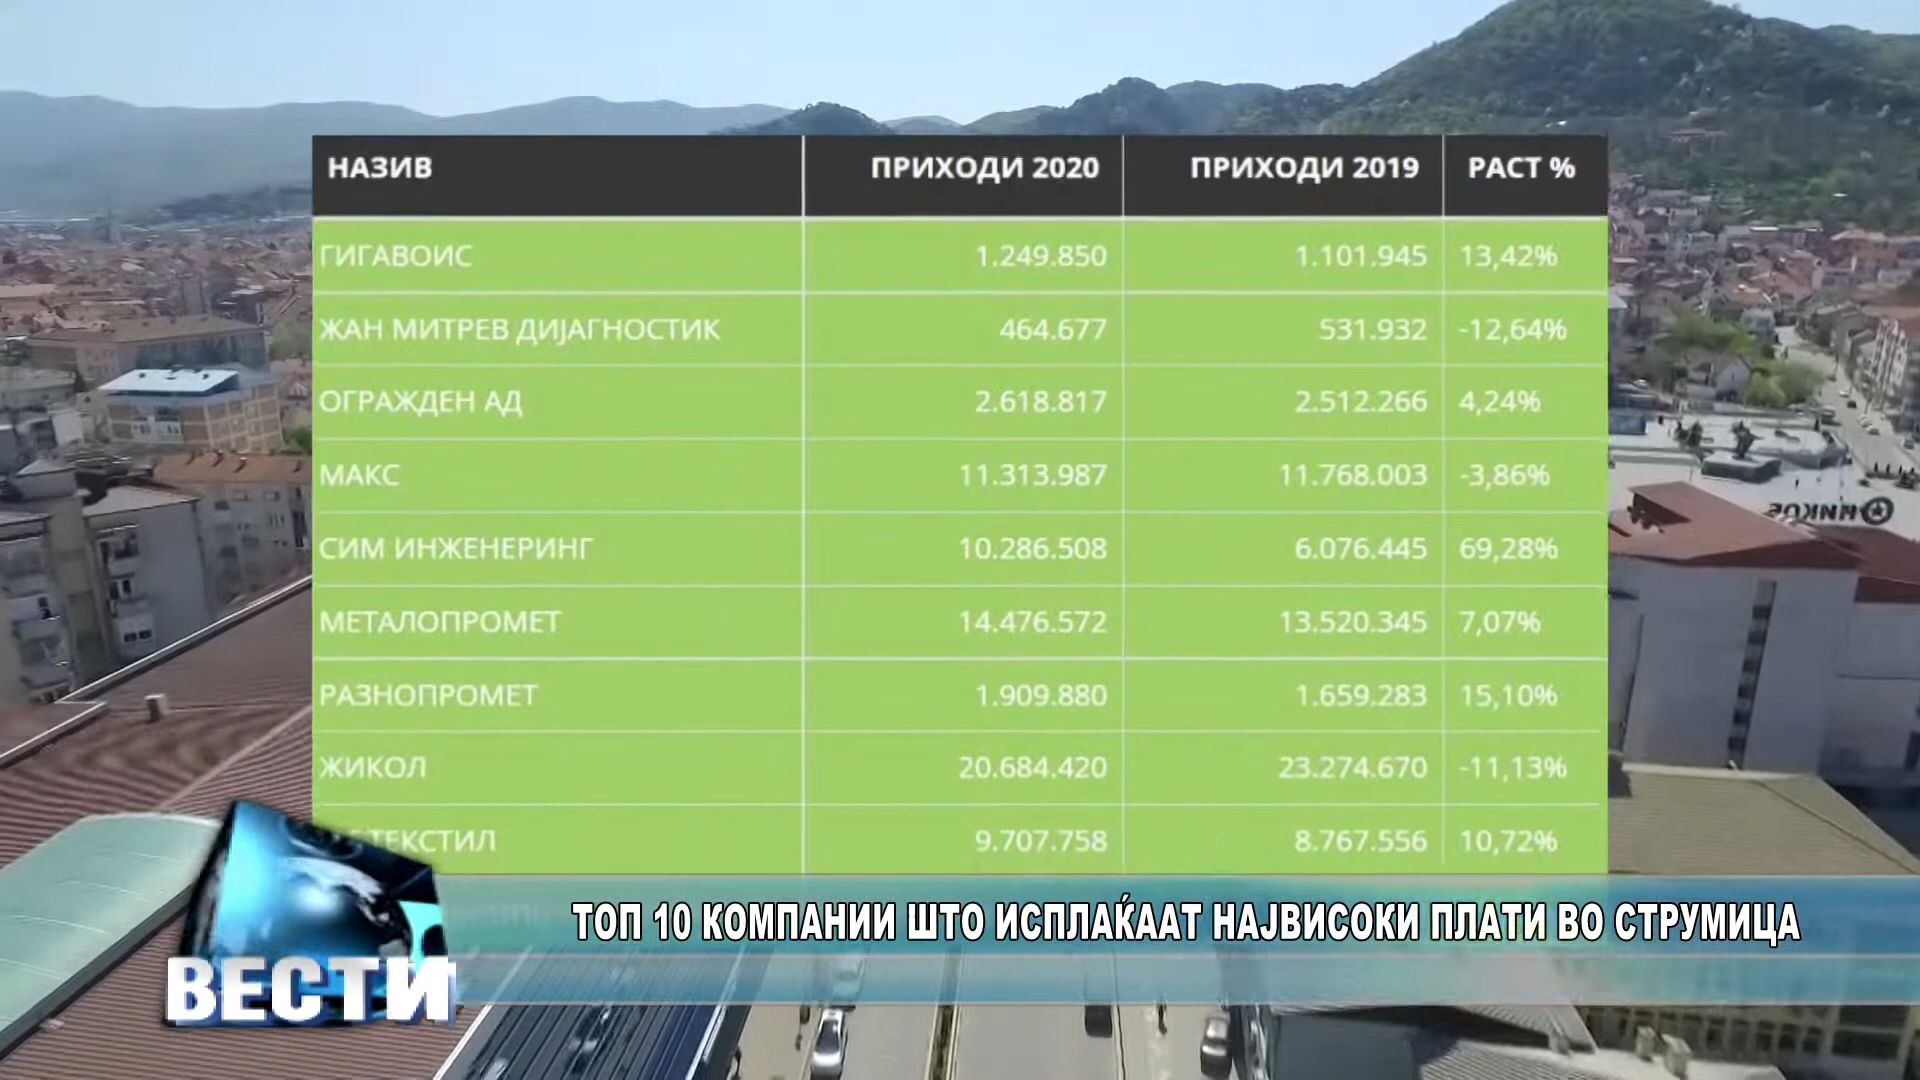 НАЗИВ ПРИХОДИ 2020 ПРИХОДИ 2019 РАСТ %
ГИГАВОИС 1.249.850 1.101.945 13,42%
ЖАН МИТРЕВ ДИЈАГНОСТИК 464.677 531.932 -12,64%
ОГРАЖДЕН АД 2.618.817 2.512.266 4,24%
МАКС 11.313.987 11.768.003 -3,86%
СИМ ИНЖЕНЕРИНГ 10.286.508 6.076.445 69,28%
МЕТАЛОПРОМЕТ 14.476.572 13.520.345 7,07%
РАЗНОПРОМЕТ 1.909.880 1.659.283 15,10%
ЖИКОЛ 20.684.420 23.274.670 -11,13%
ТЕКСТИЛ 9.707.758 8.767.556 10,72%
ТОП 10 КОМПАНИИ ШТО ИСПЛАЌААТ НАЈВИСОКИ ПЛАТИ ВО СТРУМИЦА
ВЕСТИ